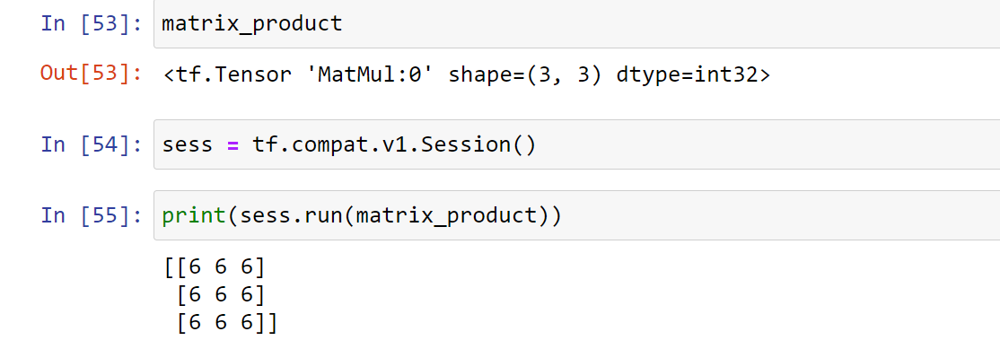 In [53]: matrix_product
Out[53]: <tf.Tensor 'MatMul:0' shape=(3, 3) dtype=int32>
In [54]: sess = tf.compat.v1.Session()
In [55]: print(sess.run(matrix_product))
[[6 6 6]
 [6 6 6]
 [6 6 6]]